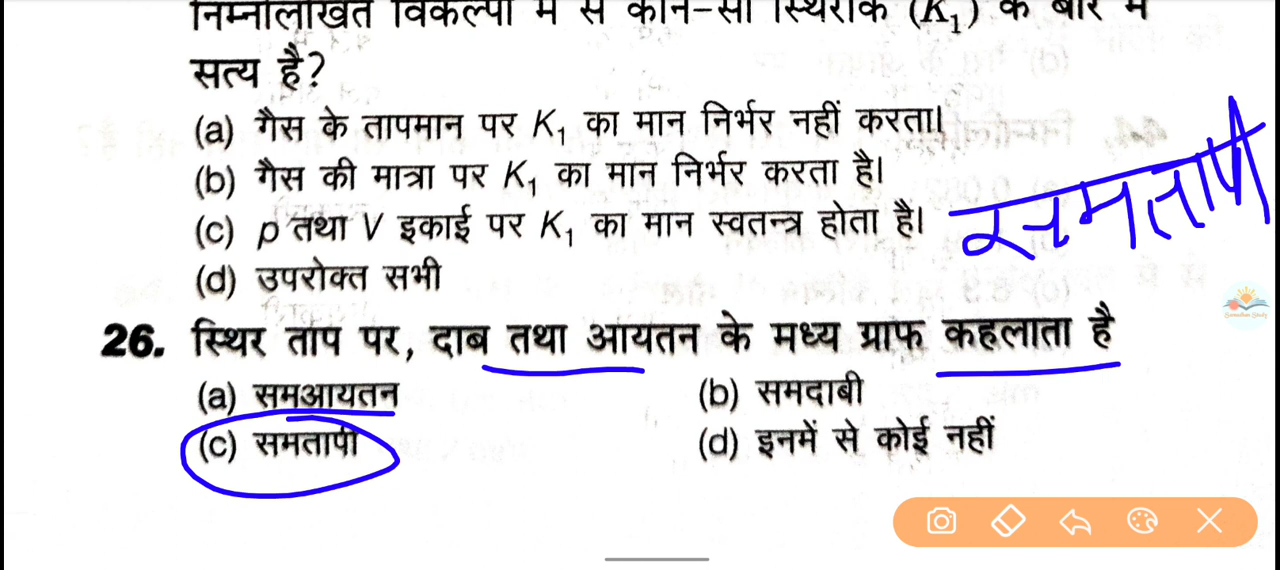 निम्नलिखित विकल्पों में से कौन-सा स्थिरांक (K₁) के बारे में
सत्य है?
(a) गैस के तापमान पर K₁ का मान निर्भर नहीं करता।
(b) गैस की मात्रा पर K₁ का मान निर्भर करता है।
(c) p तथा V इकाई पर K₁ का मान स्वतन्त्र होता है।
(d) उपरोक्त सभी
समतापी
26. स्थिर ताप पर, दाब तथा आयतन के मध्य ग्राफ कहलाता है
(a) समआयतन (b) समदाबी
(c) समतापी (d) इनमें से कोई नहीं